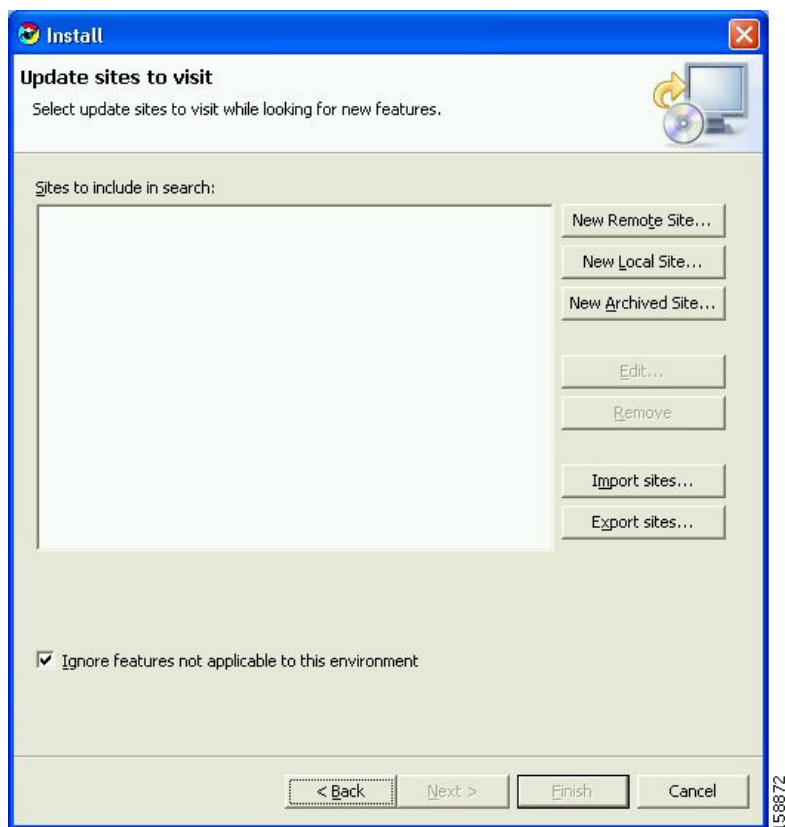 Install
Update sites to visit
Select update sites to visit while looking for new features.
Sites to include in search:
New Remote Site...
New Local Site...
New Archived Site...
Edit...
Remove
Import sites...
Export sites...
Ignore features not applicable to this environment
< Back
Next >
Finish
Cancel
158872